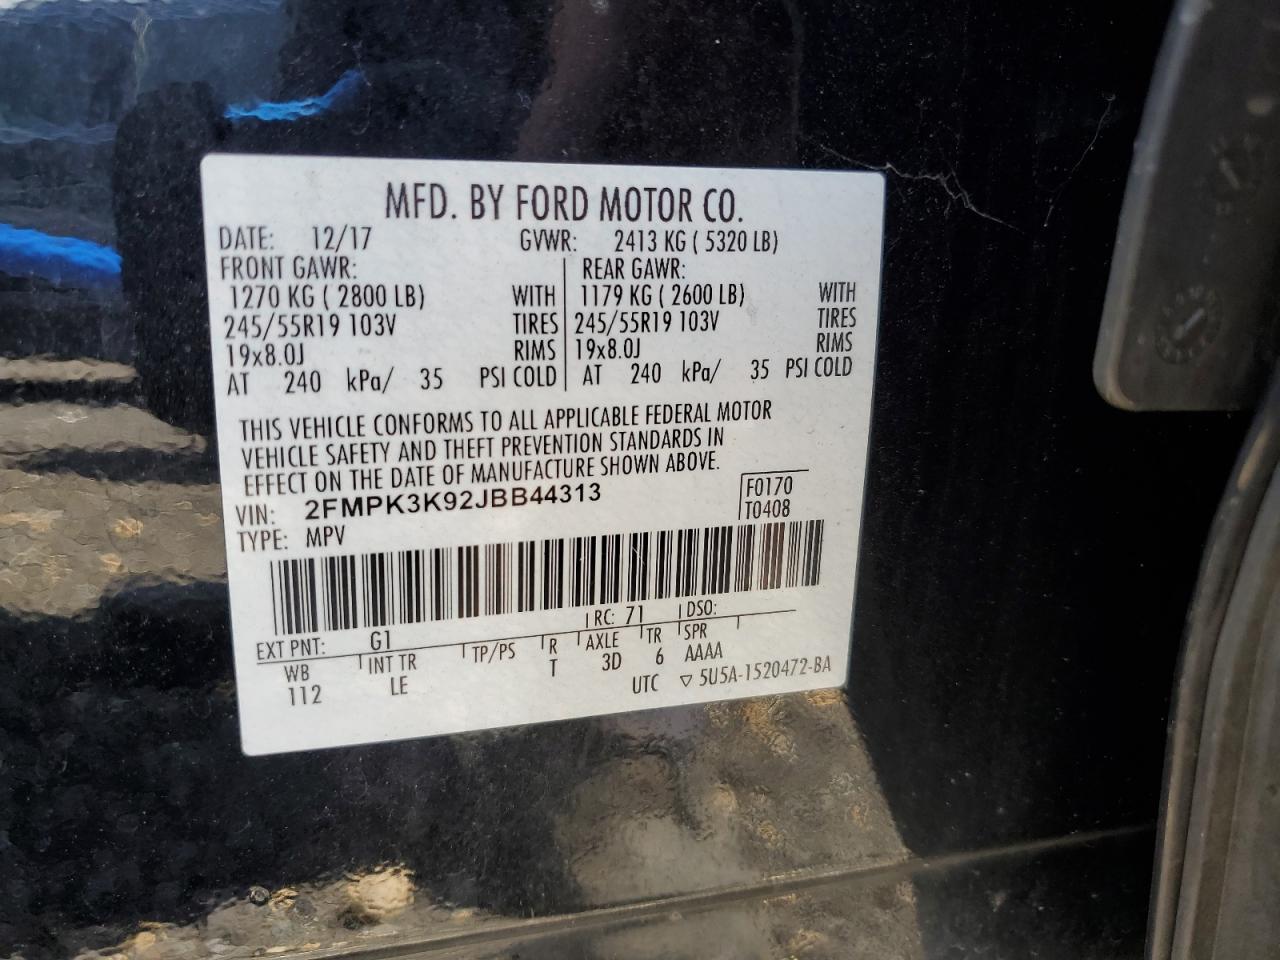 MFD. BY FORD MOTOR CO.
DATE: 12/17 GVWR: 2413 KG ( 5320 LB)
FRONT GAWR: REAR GAWR:
1270 KG ( 2800 LB) WITH 1179 KG ( 2600 LB) WITH
245/55R19 103V TIRES 245/55R19 103V TIRES
19x8.0J RIMS 19x8.0J RIMS
AT 240 kPa/ 35 PSI COLD AT 240 kPa/ 35 PSI COLD
THIS VEHICLE CONFORMS TO ALL APPLICABLE FEDERAL MOTOR
VEHICLE SAFETY AND THEFT PREVENTION STANDARDS IN
EFFECT ON THE DATE OF MANUFACTURE SHOWN ABOVE.
VIN: 2FMPK3K92JBB44313 F0170
TYPE: MPV T0408
EXT PNT: G1 RC: 71 DSO:
WB INT TR TP/PS R AXLE TR SPR
112 LE T 3D 6 AAAA
UTC ▽ 5U5A-1520472-BA